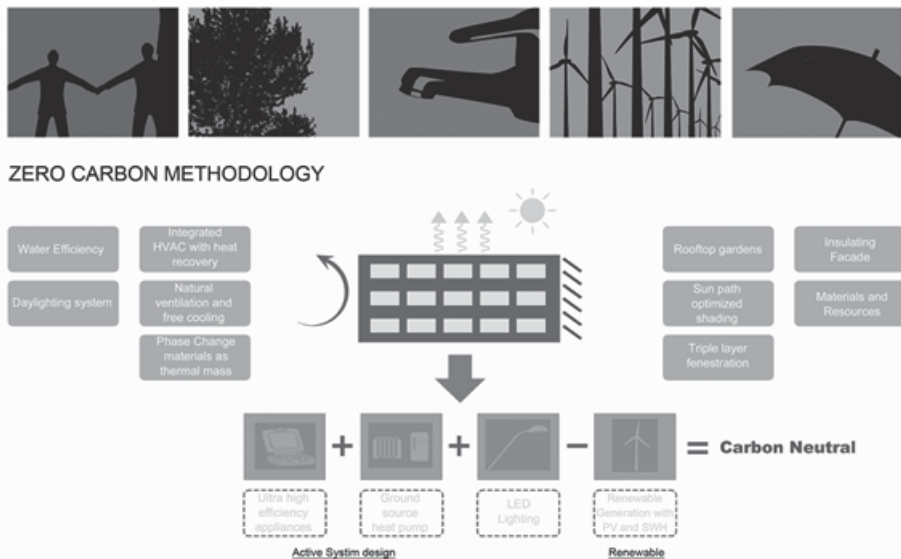 ZERO CARBON METHODOLOGY
Water Efficiency
Integrated
HVAC with heat
recovery
Daylighting system
Natural
ventilation and
free cooling
Phase Change
materials as
thermal mass
Rooftop gardens
Insulating
Facade
Sun path
optimized
shading
Materials and
Resources
Triple layer
fenestration
+ + − = Carbon Neutral
Ultra high
efficiency
appliances
Ground
source
heat pump
LED
Lighting
Renewable
Generation with
PV and SWH
Active Systim design
Renewable